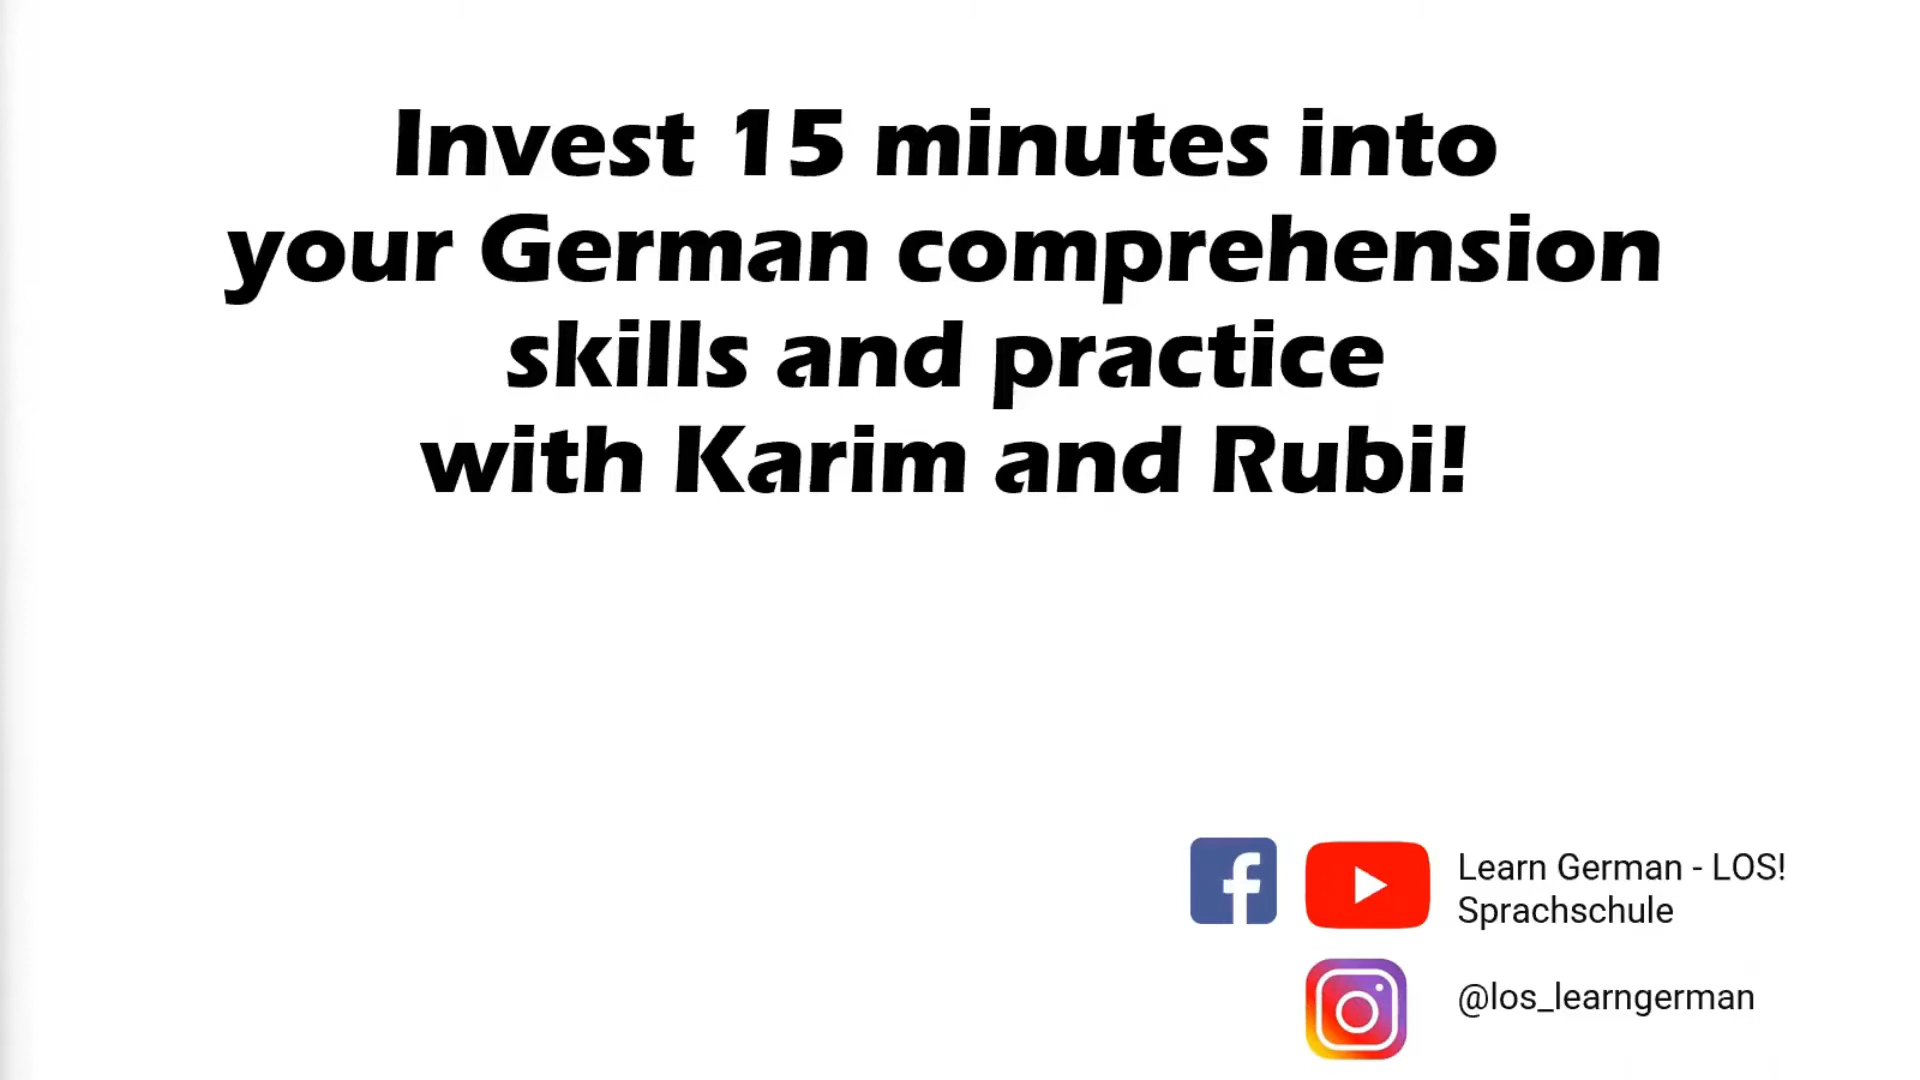 Invest 15 minutes into
your German comprehension
skills and practice
with Karim and Rubi!
Learn German - LOS!
Sprachschule
@los_learngerman